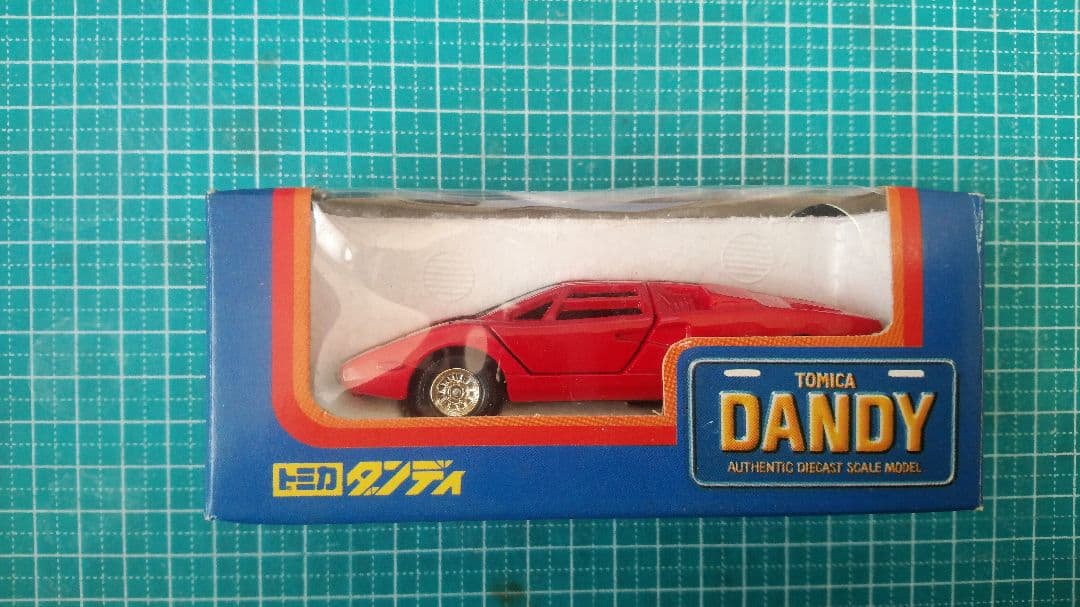 TOMICA
DANDY
AUTHENTIC DIECAST SCALE MODEL
トミカ ダンディ